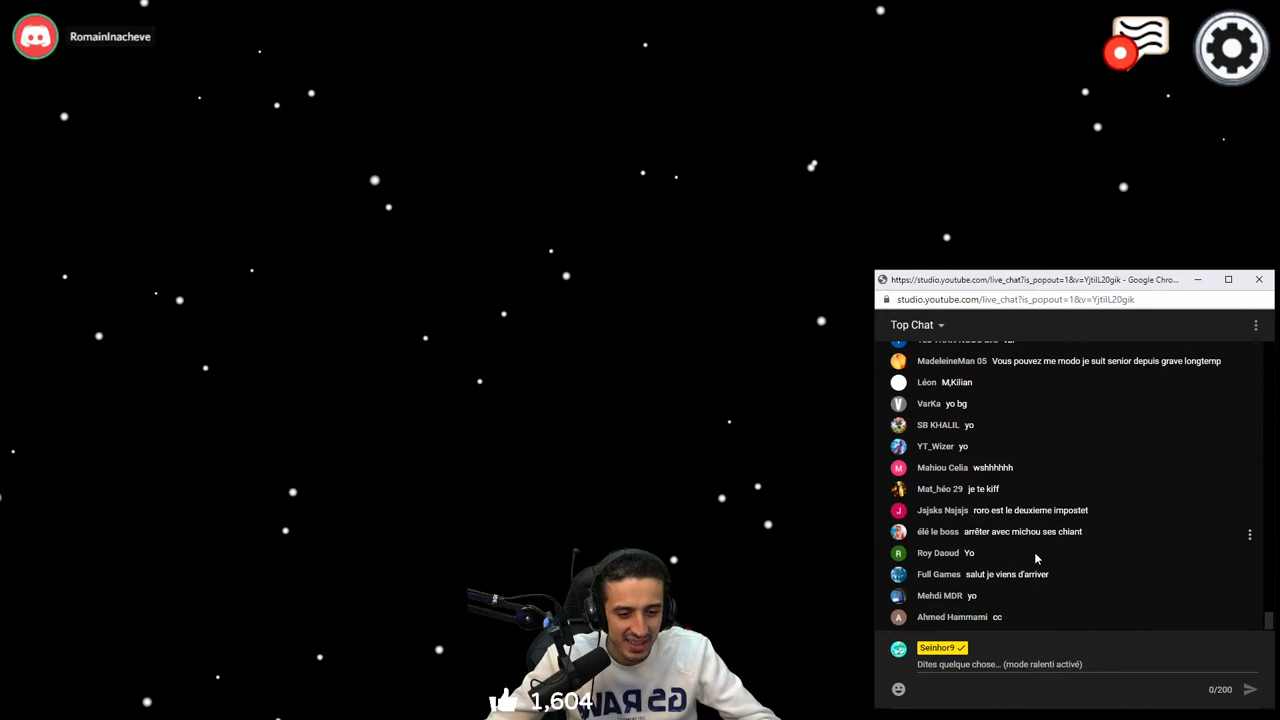 RomainInacheve
https://studio.youtube.com/live_chat?is_popout=1&v=YjtiIL20gik - Google Chro...
studio.youtube.com/live_chat?is_popout=1&v=YjtiIL20gik
Top Chat
MadeleineMan 05 Vous pouvez me modo je suit senior depuis grave longtemp
Léon M,Kilian
VarKa yo bg
SB KHALIL yo
YT_Wizer yo
Mahiou Celia wshhhhhh
Mat_héo 29 je te kiff
Jsjsks Nsjsjs roro est le deuxieme impostet
élé le boss arrêter avec michou ses chiant
Roy Daoud Yo
Full Games salut je viens d'arriver
Mehdi MDR yo
Ahmed Hammami cc
Seinhor9
Dites quelque chose... (mode ralenti activé)
0/200
1,604
GS RAW